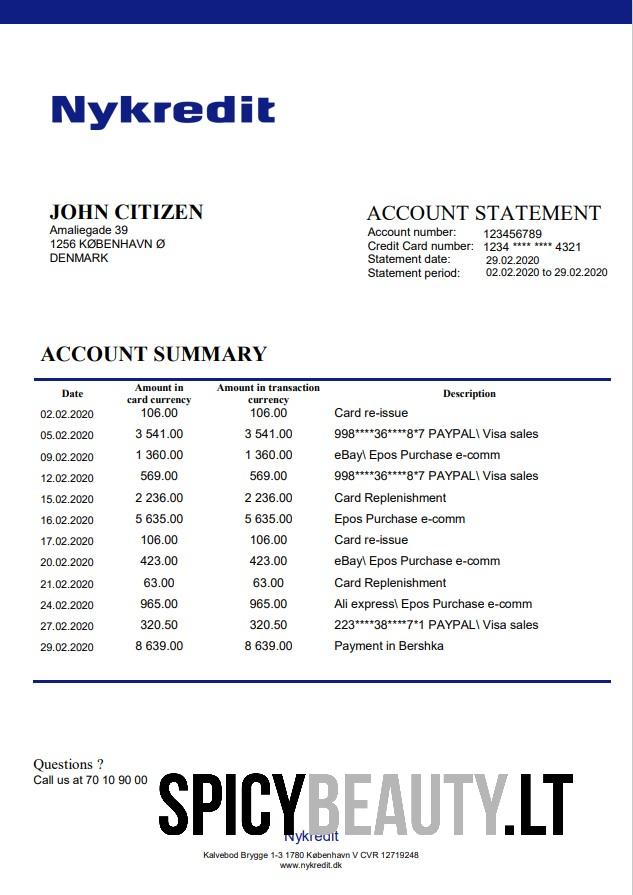 Nykredit
JOHN CITIZEN
Amaliegade 39
1256 KØBENHAVN Ø
DENMARK
ACCOUNT STATEMENT
Account number: 123456789
Credit Card number: 1234 **** **** 4321
Statement date: 29.02.2020
Statement period: 02.02.2020 to 29.02.2020
ACCOUNT SUMMARY
Date Amount in card currency Amount in transaction currency Description
02.02.2020 106.00 106.00 Card re-issue
05.02.2020 3 541.00 3 541.00 998****36****8*7 PAYPAL\ Visa sales
09.02.2020 1 360.00 1 360.00 eBay\ Epos Purchase e-comm
12.02.2020 569.00 569.00 998****36****8*7 PAYPAL\ Visa sales
15.02.2020 2 236.00 2 236.00 Card Replenishment
16.02.2020 5 635.00 5 635.00 Epos Purchase e-comm
17.02.2020 106.00 106.00 Card re-issue
20.02.2020 423.00 423.00 eBay\ Epos Purchase e-comm
21.02.2020 63.00 63.00 Card Replenishment
24.02.2020 965.00 965.00 Ali express\ Epos Purchase e-comm
27.02.2020 320.50 320.50 223****38****7*1 PAYPAL\ Visa sales
29.02.2020 8 639.00 8 639.00 Payment in Bershka
Questions ?
Call us at 70 10 90 00
SPICYBEAUTY.LT
Nykredit
Kalvebod Brygge 1-3 1780 København V CVR 12719248
www.nykredit.dk